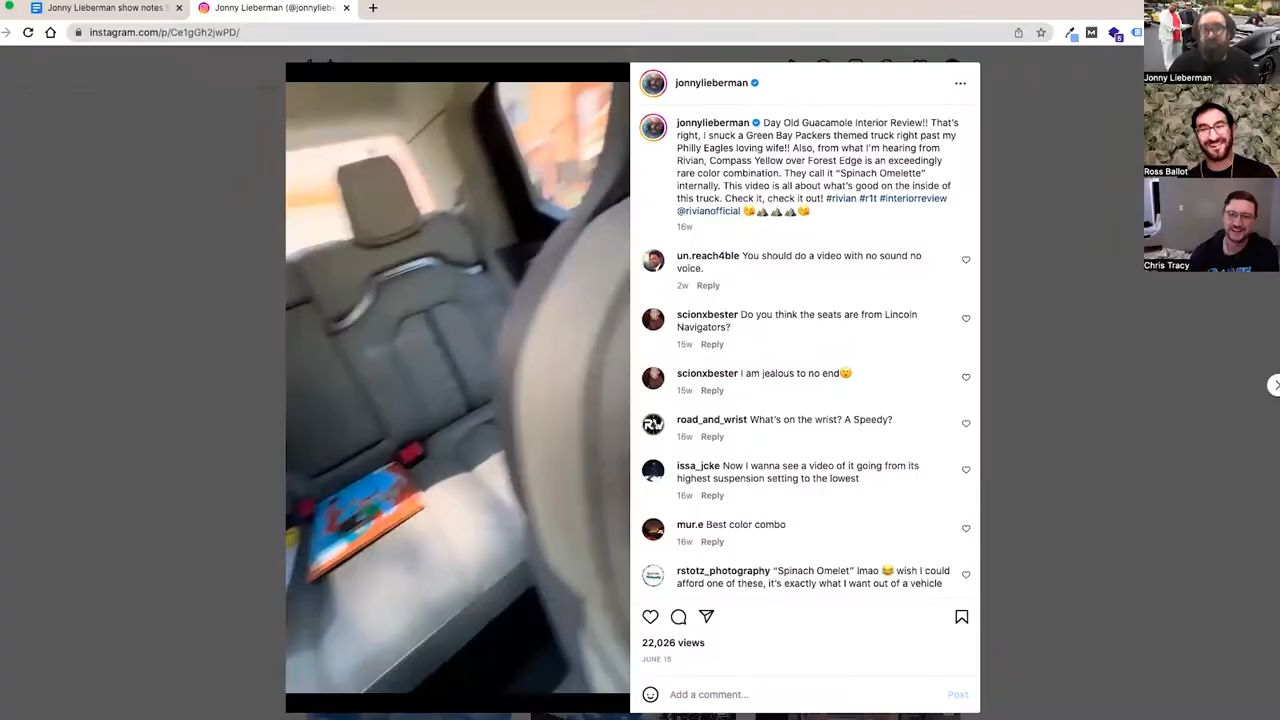 Jonny Lieberman show notes
Jonny Lieberman (@jonnylieb
instagram.com/p/Ce1gGh2jwPD/
Jonny Lieberman
Ross Ballot
Chris Tracy
jonnylieberman
jonnylieberman Day Old Guacamole Interior Review!! That's
right, I snuck a Green Bay Packers themed truck right past my
Philly Eagles loving wife!! Also, from what I'm hearing from
Rivian, Compass Yellow over Forest Edge is an exceedingly
rare color combination. They call it "Spinach Omelette"
internally. This video is all about what's good on the inside of
this truck. Check it, check it out! #rivian #r1t #interiorreview
@rivianofficial 😘⛰️⛰️⛰️😘
16w
un.reach4ble You should do a video with no sound no
voice.
2w Reply
scionxbester Do you think the seats are from Lincoln
Navigators?
15w Reply
scionxbester I am jealous to no end😮
15w Reply
road_and_wrist What's on the wrist? A Speedy?
16w Reply
issa_jcke Now I wanna see a video of it going from its
highest suspension setting to the lowest
16w Reply
mur.e Best color combo
16w Reply
rstotz_photography "Spinach Omelet" lmao 😂 wish I could
afford one of these, it's exactly what I want out of a vehicle
22,026 views
JUNE 15
Add a comment...
Post